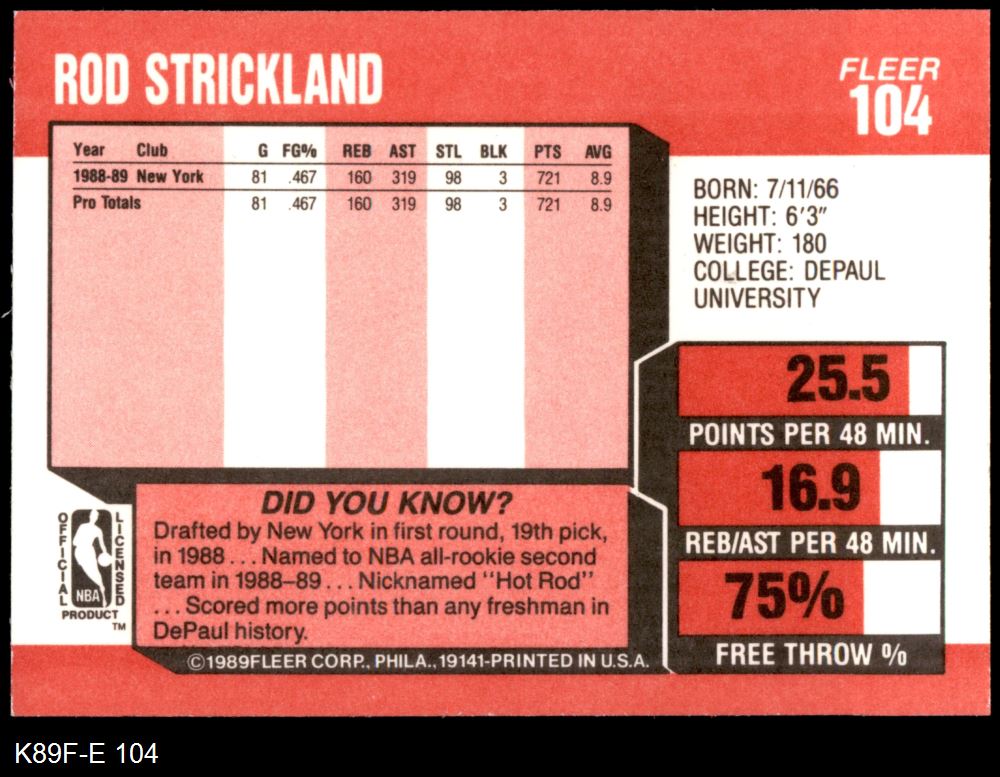 ROD STRICKLAND
FLEER
104
Year Club G FG% REB AST STL BLK PTS AVG
1988-89 New York 81 .467 160 319 98 3 721 8.9
Pro Totals 81 .467 160 319 98 3 721 8.9
BORN: 7/11/66
HEIGHT: 6'3"
WEIGHT: 180
COLLEGE: DEPAUL
UNIVERSITY
25.5
POINTS PER 48 MIN.
16.9
REB/AST PER 48 MIN.
75%
FREE THROW %
DID YOU KNOW?
Drafted by New York in first round, 19th pick,
in 1988 . . . Named to NBA all-rookie second
team in 1988–89 . . . Nicknamed "Hot Rod"
. . . Scored more points than any freshman in
DePaul history.
OFFICIAL
LICENSED
NBA
PRODUCT
TM
©1989FLEER CORP., PHILA., 19141-PRINTED IN U.S.A.
K89F-E 104